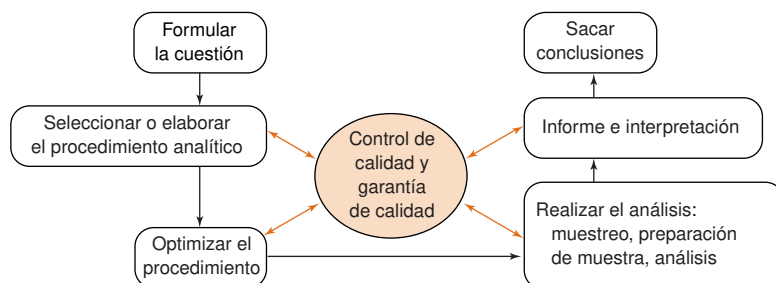 Formular
la cuestión
Seleccionar o elaborar
el procedimiento analítico
Optimizar el
procedimiento
Control de
calidad y
garantía
de calidad
Realizar el análisis:
muestreo, preparación
de muestra, análisis
Informe e interpretación
Sacar
conclusiones